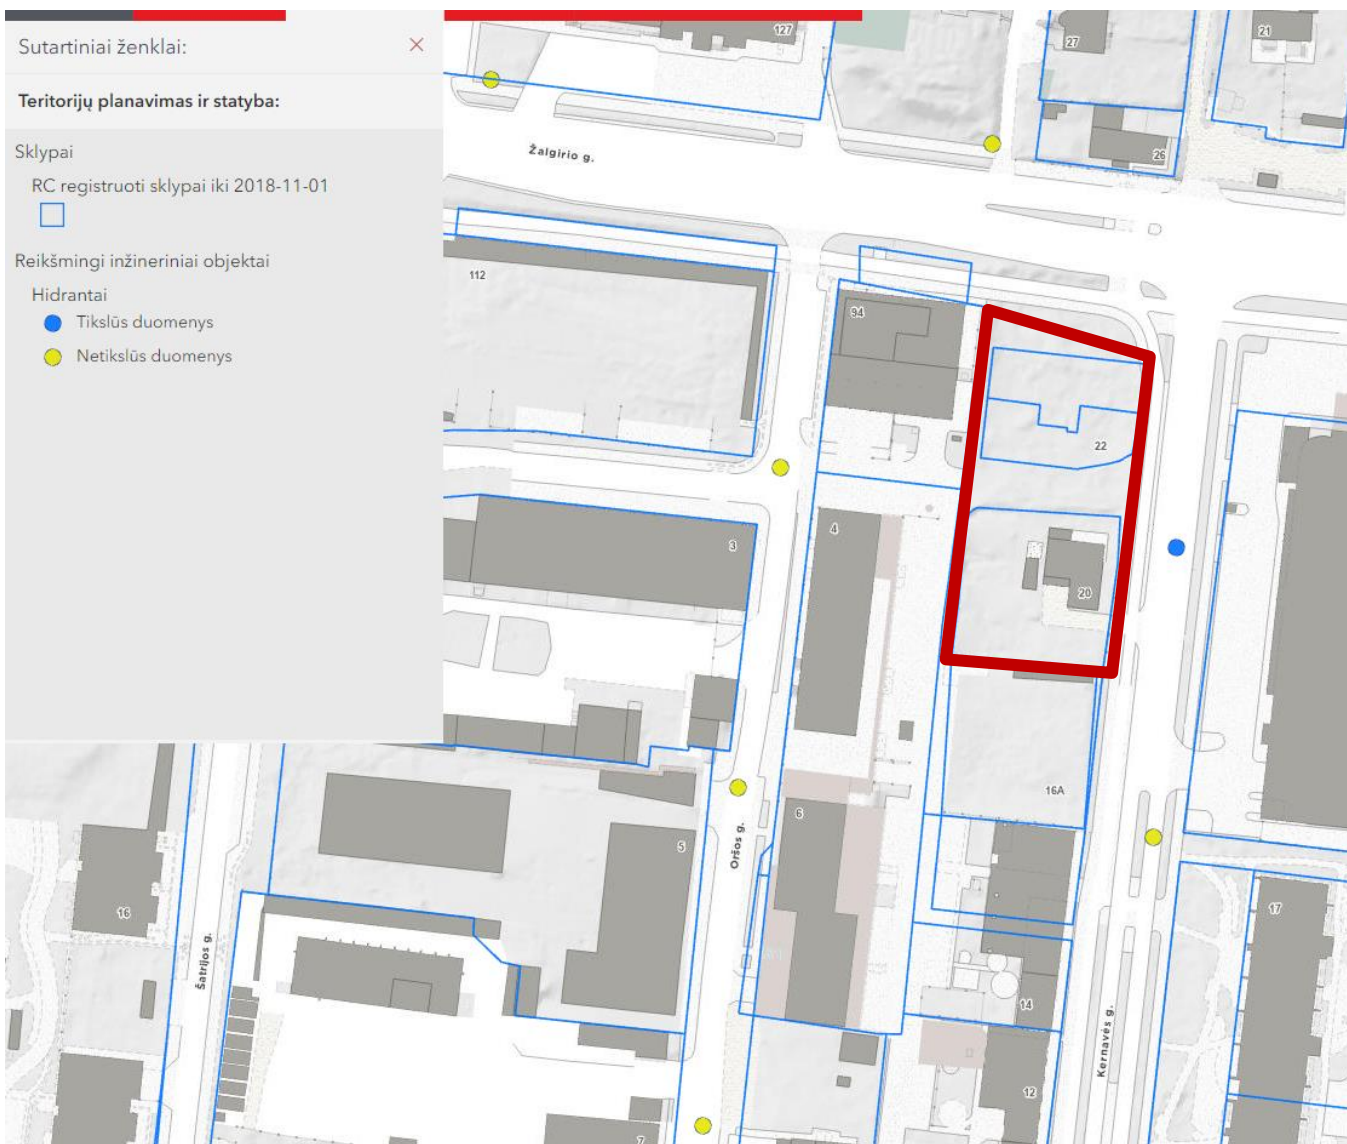 Sutartiniai ženklai:
Teritorijų planavimas ir statyba:
Sklypai
RC registruoti sklypai iki 2018-11-01
Reikšmingi inžineriniai objektai
Hidrantai
Tikslūs duomenys
Netikslūs duomenys
127
27
21
26
Žalgirio g.
112
94
22
3
4
20
16A
6
5
Oršos g.
16
17
Šatrijos g.
14
Kernavės g.
12
7